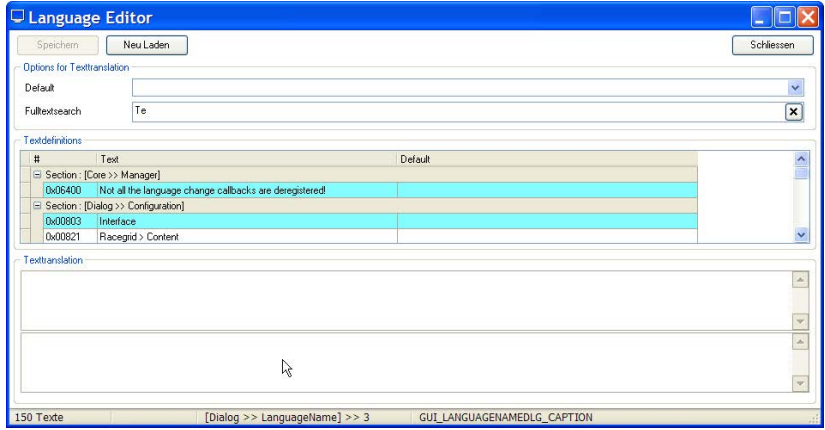 Language Editor
Speichern Neu Laden Schliessen
Options for Texttranslation
Default
Fulltextsearch Te
Textdefinitions
# Text Default
Section : [Core >> Manager]
0x06400 Not all the language change callbacks are deregistered!
Section : [Dialog >> Configuration]
0x00803 Interface
0x00821 Racegrid > Content
Texttranslation
150 Texte [Dialog >> LanguageName] >> 3 GUI_LANGUAGENAMEDLG_CAPTION